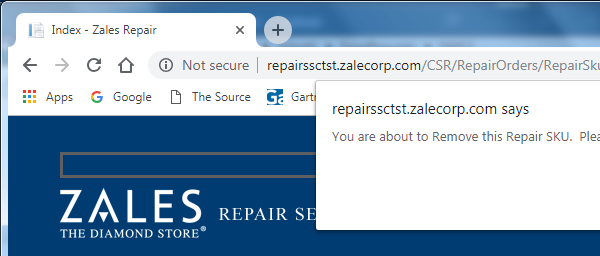 Index - Zales Repair
Not secure | repairssctst.zalecorp.com/CSR/RepairOrders/RepairSku
Apps Google The Source Gartn
repairssctst.zalecorp.com says
You are about to Remove this Repair SKU. Plea
ZALES
THE DIAMOND STORE®
REPAIR SE